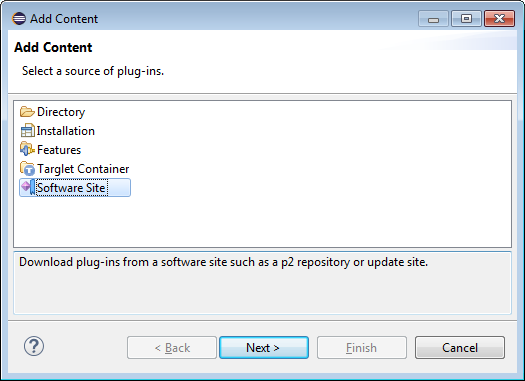 Add Content
Add Content
Select a source of plug-ins.
Directory
Installation
Features
Targlet Container
Software Site
Download plug-ins from a software site such as a p2 repository or update site.
?
< Back
Next >
Finish
Cancel